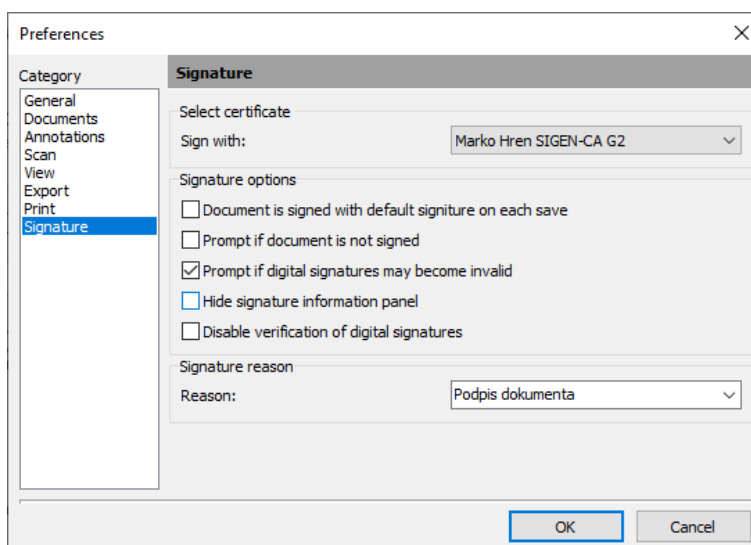 Preferences
Category
General
Documents
Annotations
Scan
View
Export
Print
Signature
Signature
Select certificate
Sign with:
Marko Hren SIGEN-CA G2
Signature options
Document is signed with default signiture on each save
Prompt if document is not signed
Prompt if digital signatures may become invalid
Hide signature information panel
Disable verification of digital signatures
Signature reason
Reason:
Podpis dokumenta
OK
Cancel